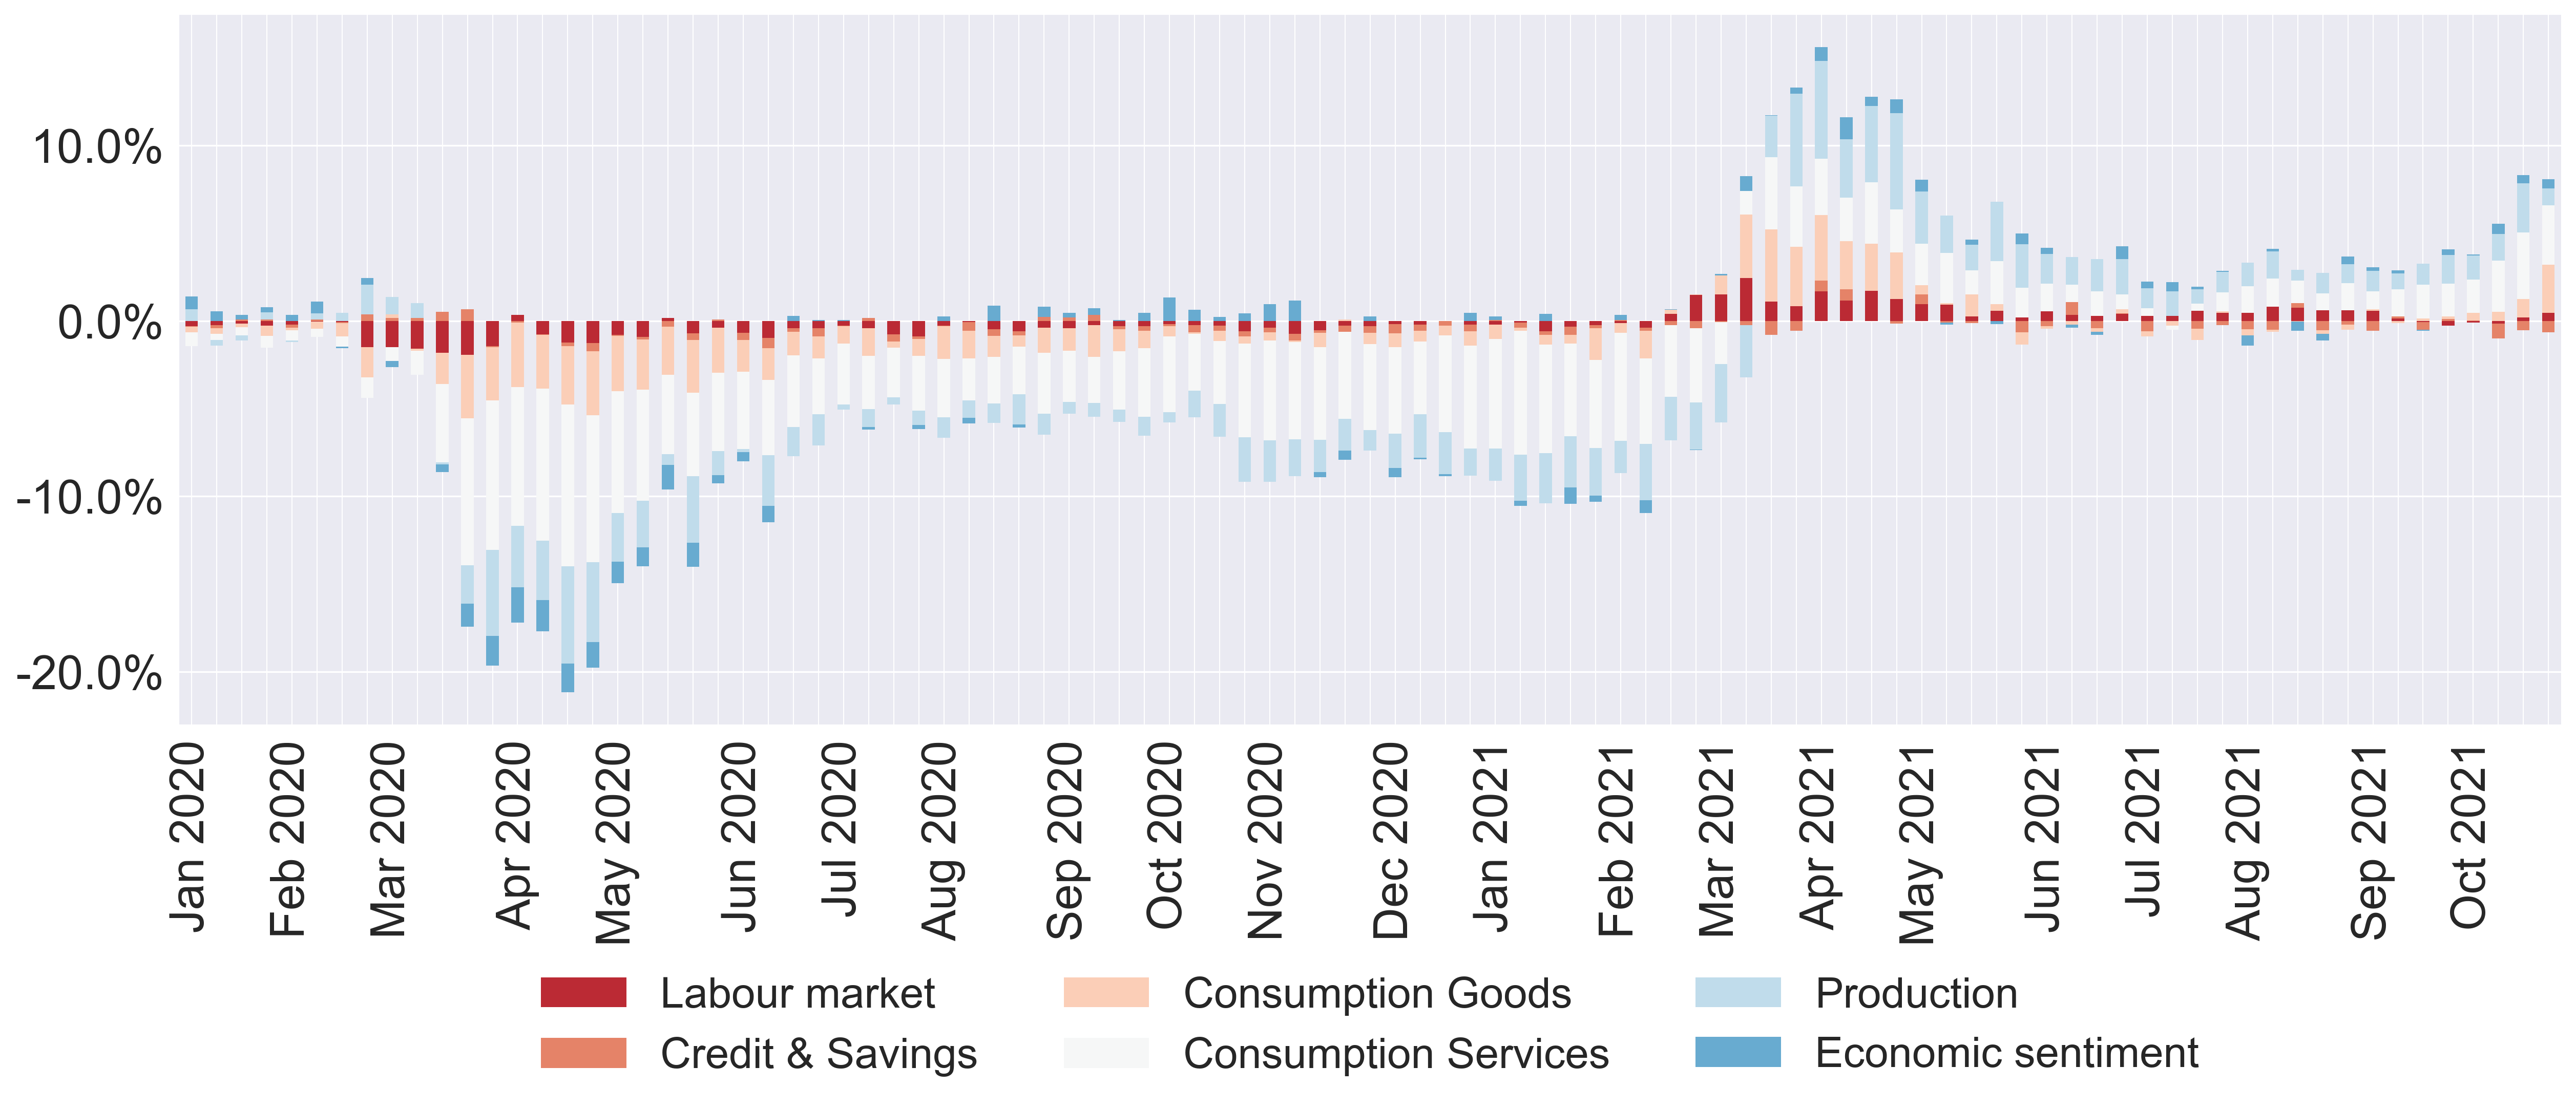 10.0%
0.0%
-10.0%
-20.0%
Jan 2020
Feb 2020
Mar 2020
Apr 2020
May 2020
Jun 2020
Jul 2020
Aug 2020
Sep 2020
Oct 2020
Nov 2020
Dec 2020
Jan 2021
Feb 2021
Mar 2021
Apr 2021
May 2021
Jun 2021
Jul 2021
Aug 2021
Sep 2021
Oct 2021
Labour market
Credit & Savings
Consumption Goods
Consumption Services
Production
Economic sentiment